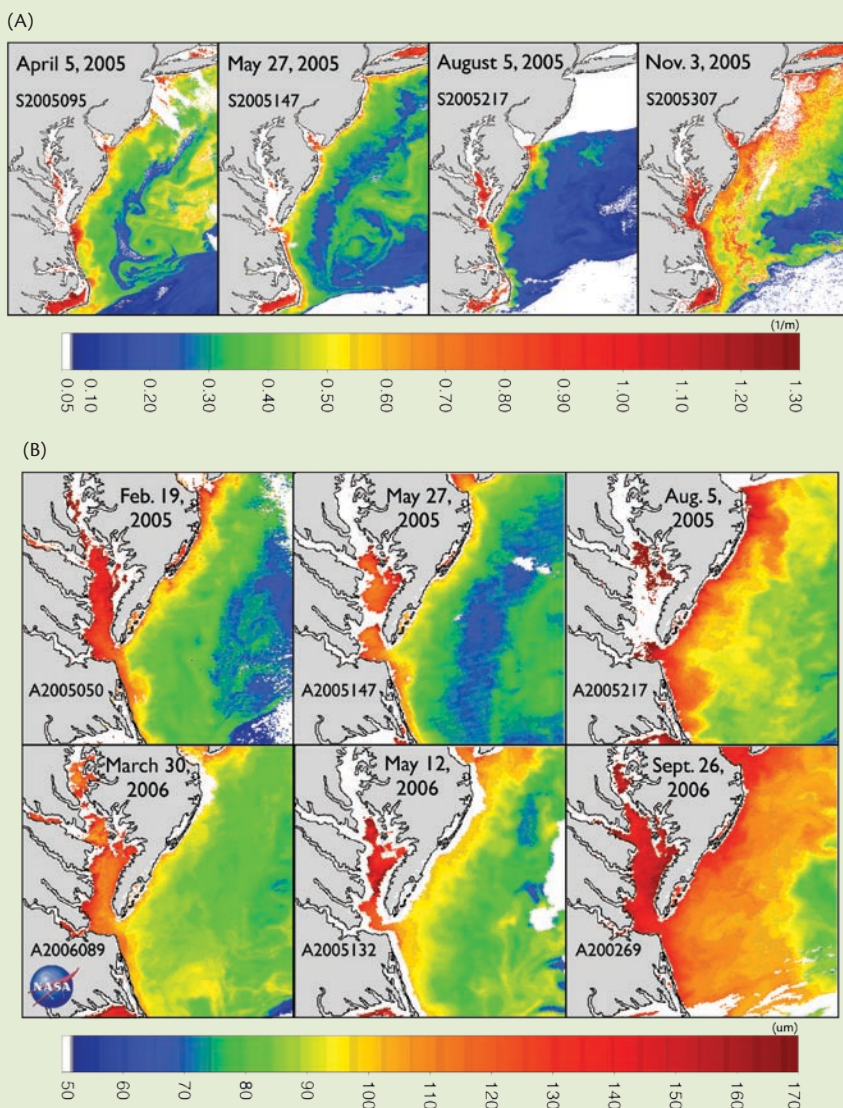 (A)
April 5, 2005
S2005095
May 27, 2005
S2005147
August 5, 2005
S2005217
Nov. 3, 2005
S2005307
(1/m)
0.05 0.10 0.20 0.30 0.40 0.50 0.60 0.70 0.80 0.90 1.00 1.10 1.20 1.30
(B)
Feb. 19,
2005
A2005050
May 27,
2005
A2005147
Aug. 5,
2005
A2005217
March 30,
2006
A2006089
NASA
May 12,
2006
A2005132
Sept. 26,
2006
A200269
(um)
50 60 70 80 90 100 110 120 130 140 150 160 170